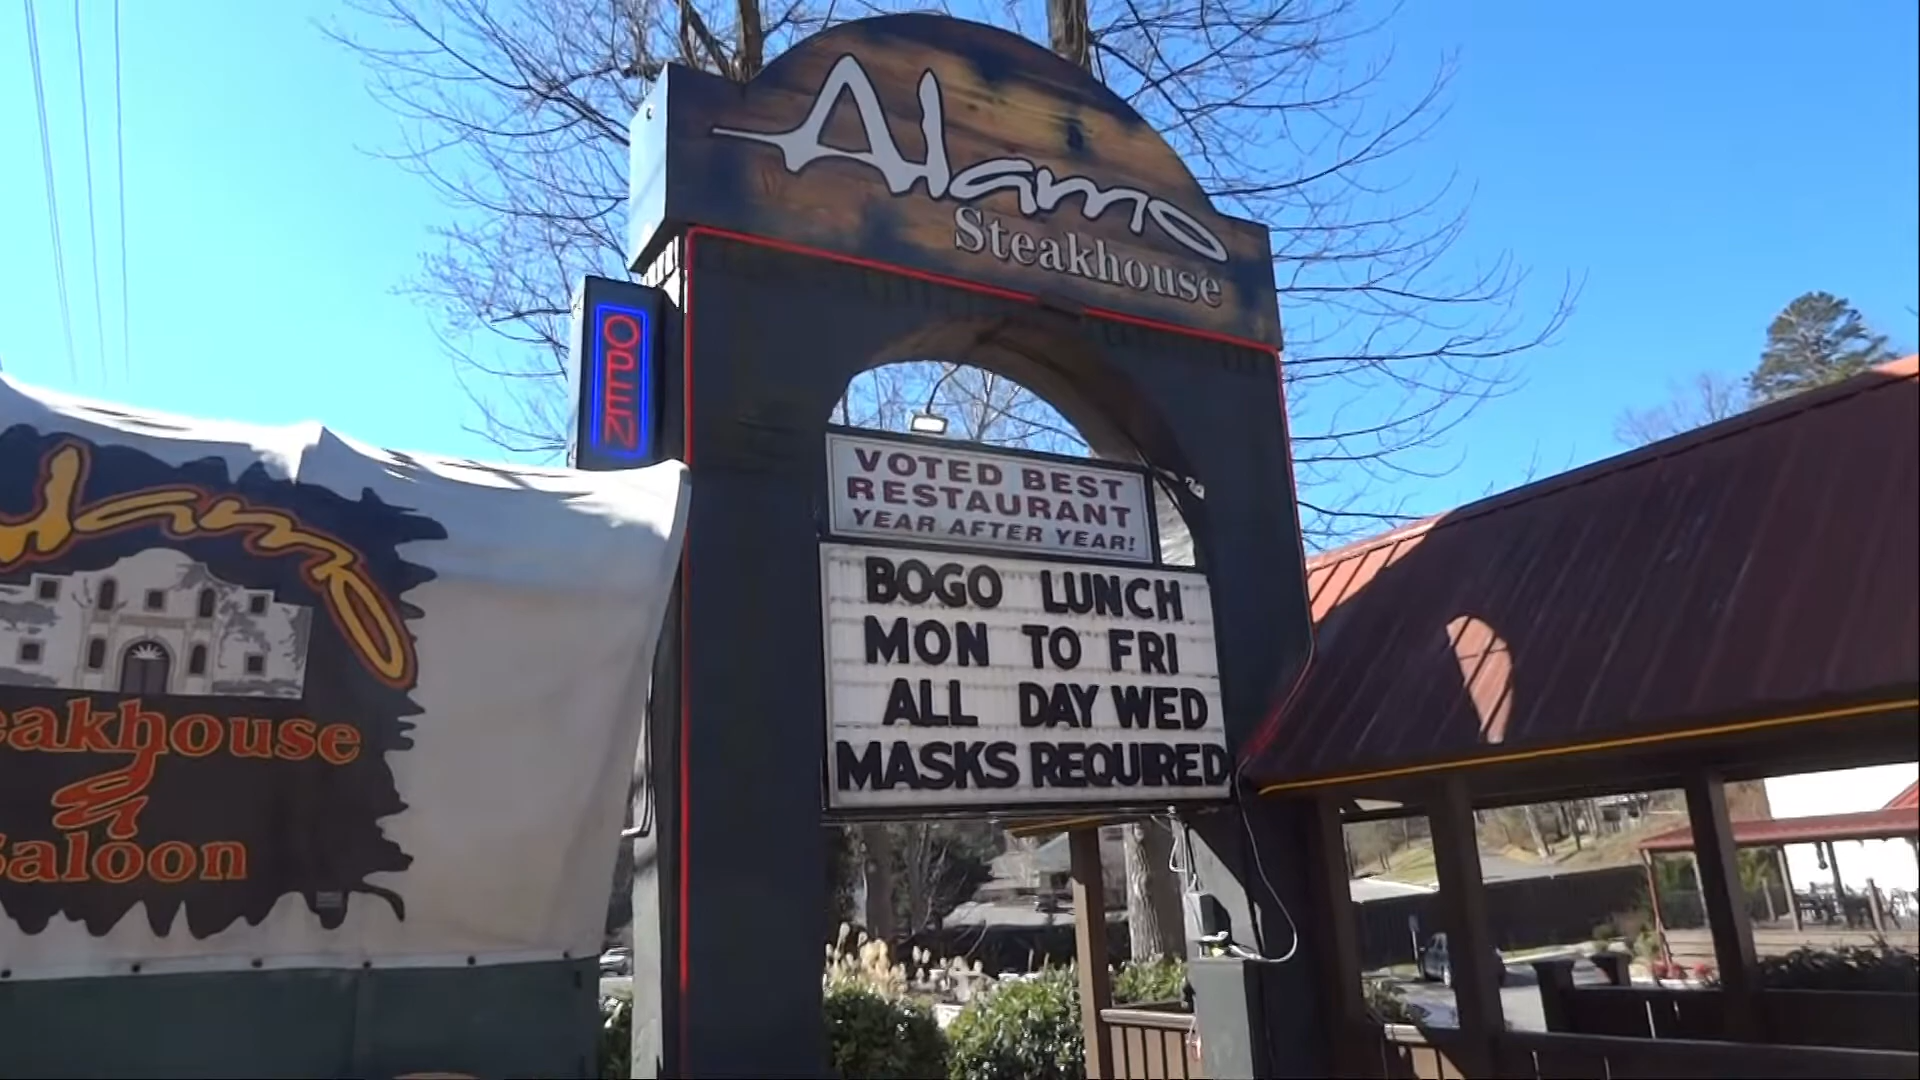 Alamo
Steakhouse
OPEN
VOTED BEST
RESTAURANT
YEAR AFTER YEAR!
BOGO LUNCH
MON TO FRI
ALL DAY WED
MASKS REQUIRED
lamo
eakhouse
&
Saloon